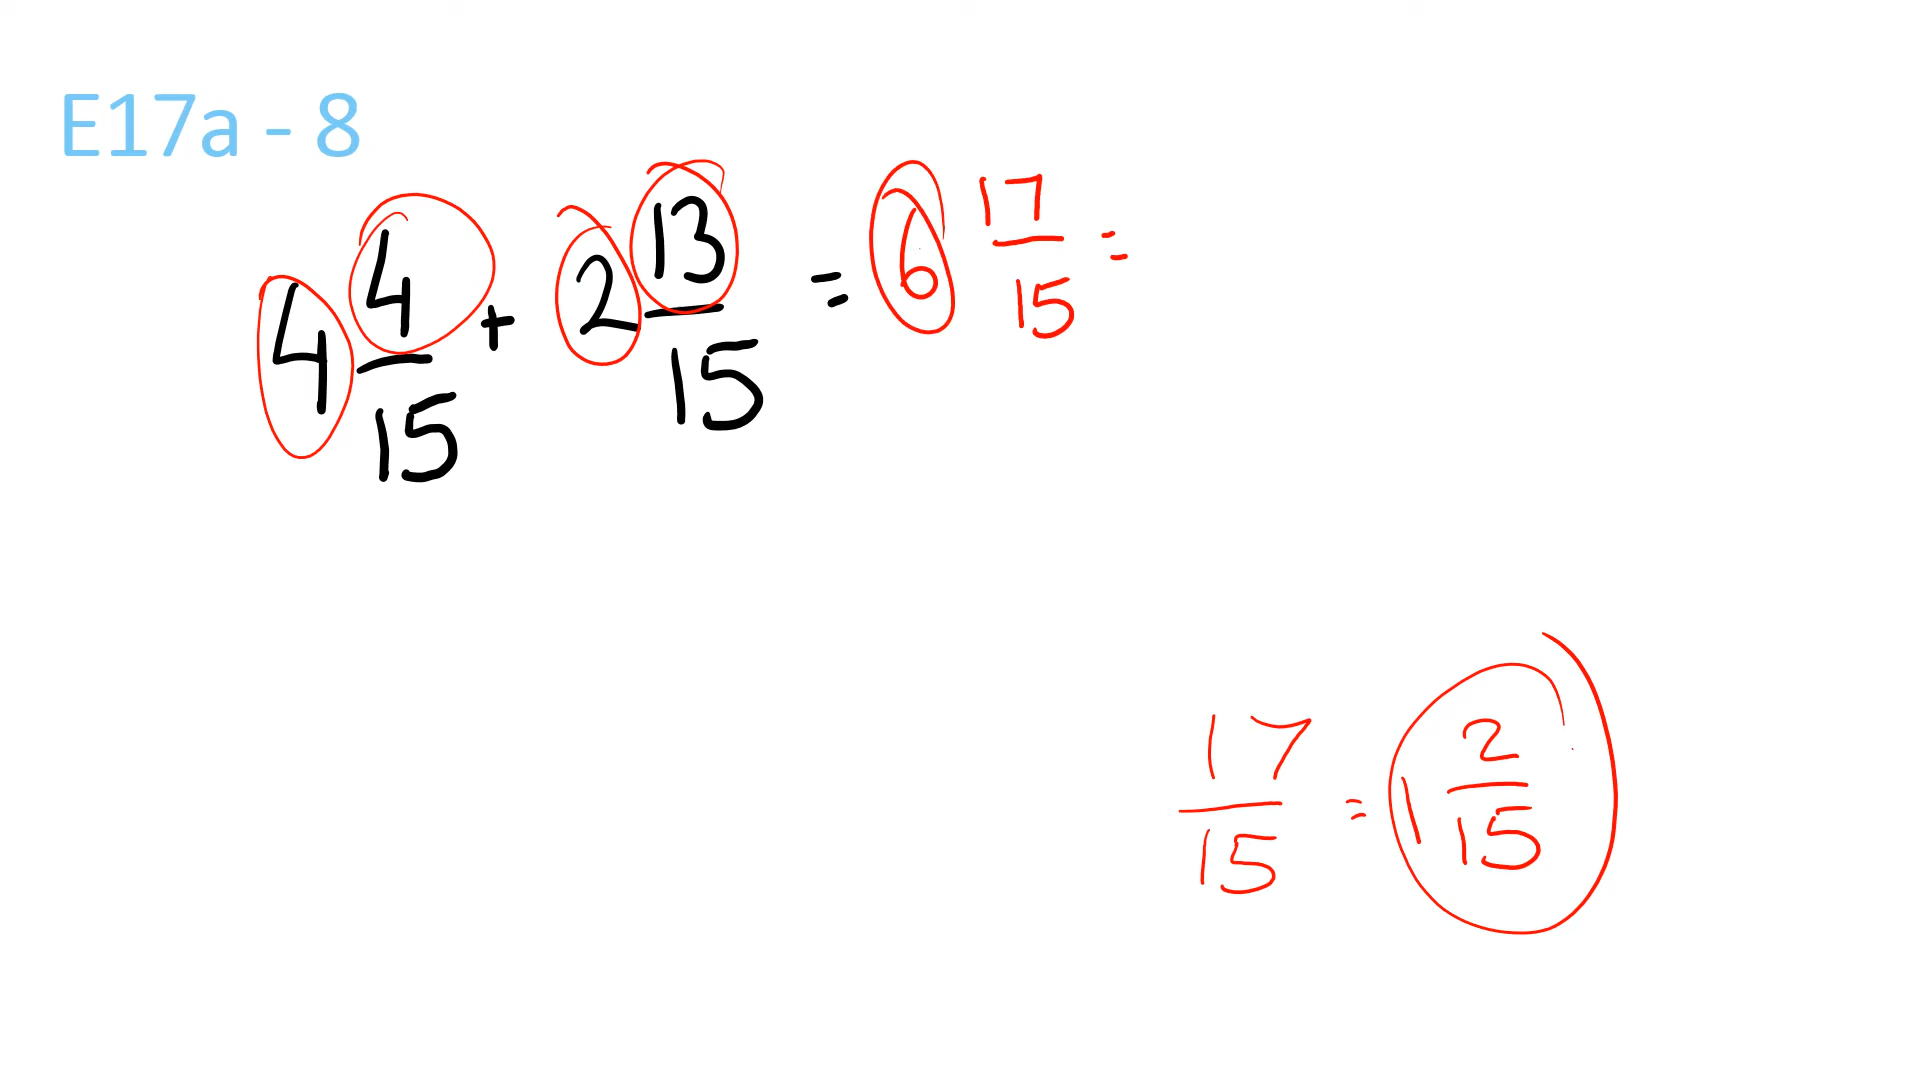 E17a - 8
4 4/15 + 2 13/15 = 6 17/15 =
17/15 = 1 2/15